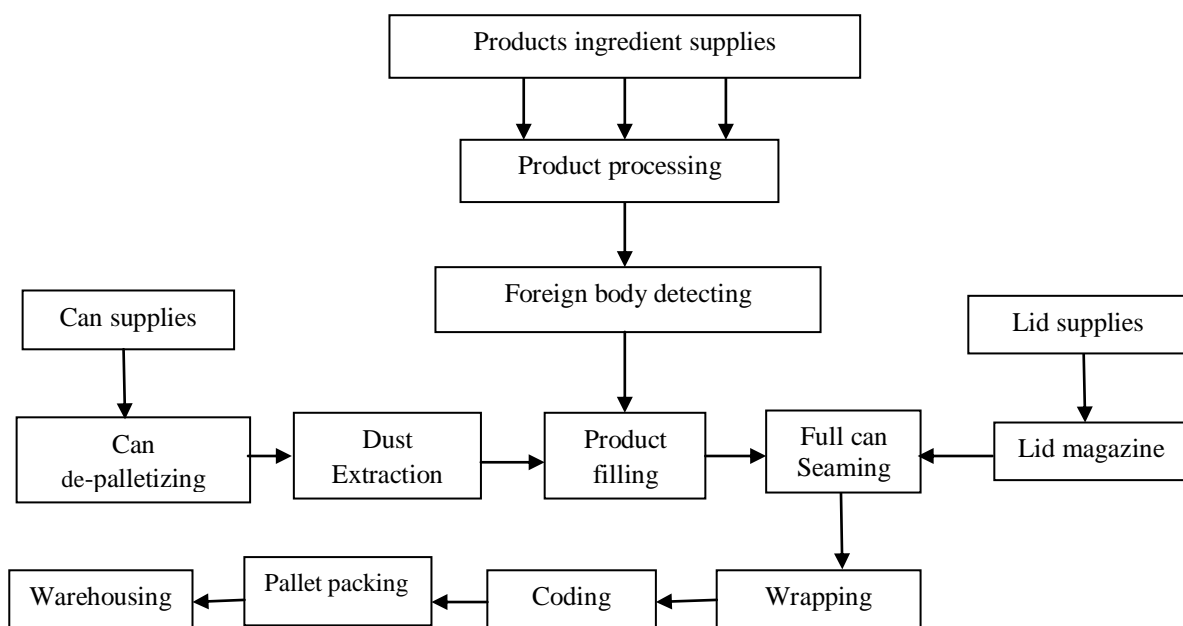 Products ingredient supplies
Product processing
Foreign body detecting
Can supplies
Lid supplies
Can
de-palletizing
Dust
Extraction
Product
filling
Full can
Seaming
Lid magazine
Warehousing
Pallet packing
Coding
Wrapping